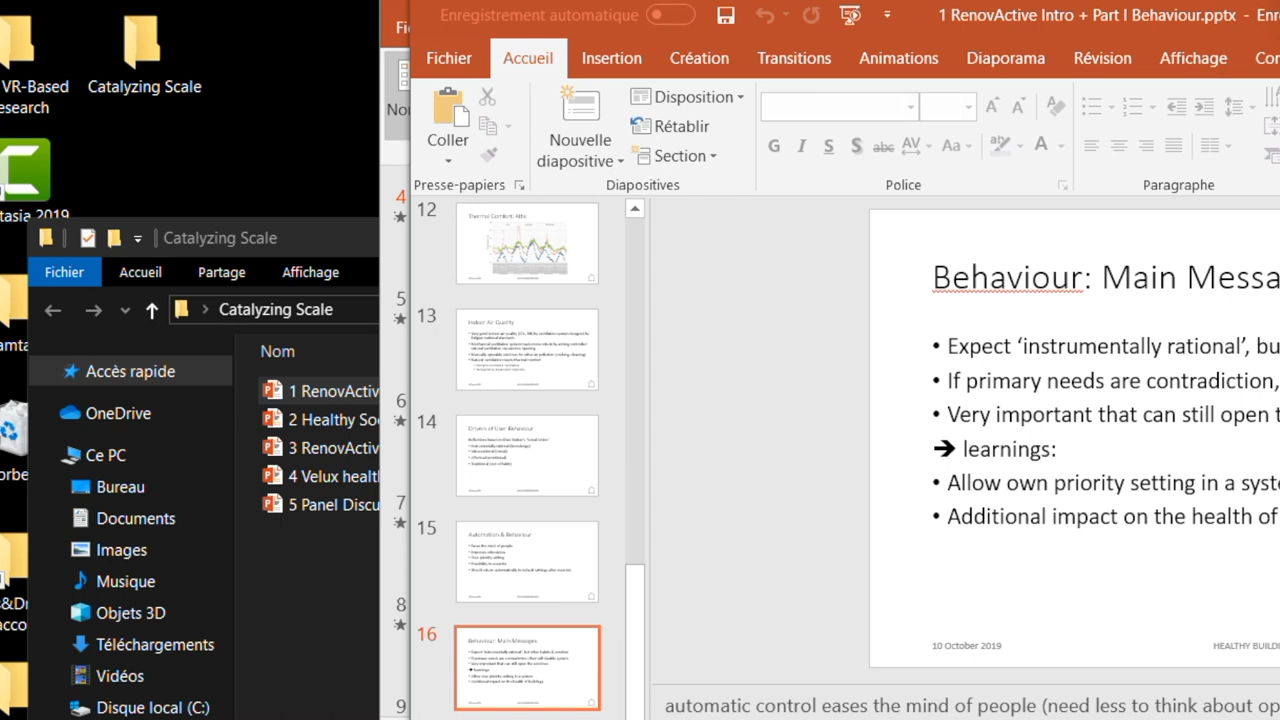 VR-Based
esearch
Catalyzing Scale
tasia 2019
Catalyzing Scale
Fichier
Accueil
Partage
Affichage
Catalyzing Scale
Nom
Accès rapide
OneDrive
Ce PC
Bureau
Documents
Images
Musique
Objets 3D
Téléchargements
Vidéos
Disque local (C:)
1 RenovActiv
2 Healthy So
3 RenovActiv
4 Velux healt
5 Panel Discu
Enregistrement automatique
1 RenovActive Intro + Part I Behaviour.pptx - Enr
Fichier
Accueil
Insertion
Création
Transitions
Animations
Diaporama
Révision
Affichage
Coller
Nouvelle
diapositive
Disposition
Rétablir
Section
Presse-papiers
Diapositives
Police
Paragraphe
4
5
6
7
8
9
12
Thermal Comfort: Attic
13
Indoor Air Quality
14
Drivers of User Behaviour
15
Automation & Behaviour
16
Behaviour: Main Messages
Behaviour: Main Messa
• Expect ‘instrumentally rational’, bu
• If primary needs are contradiction,
• Very important that can still open t
➔ learnings:
• Allow own priority setting in a syste
• Additional impact on the health of
10 October 2019
HEALTHY BUILDIN
automatic control eases the mind of people (need less to think about op